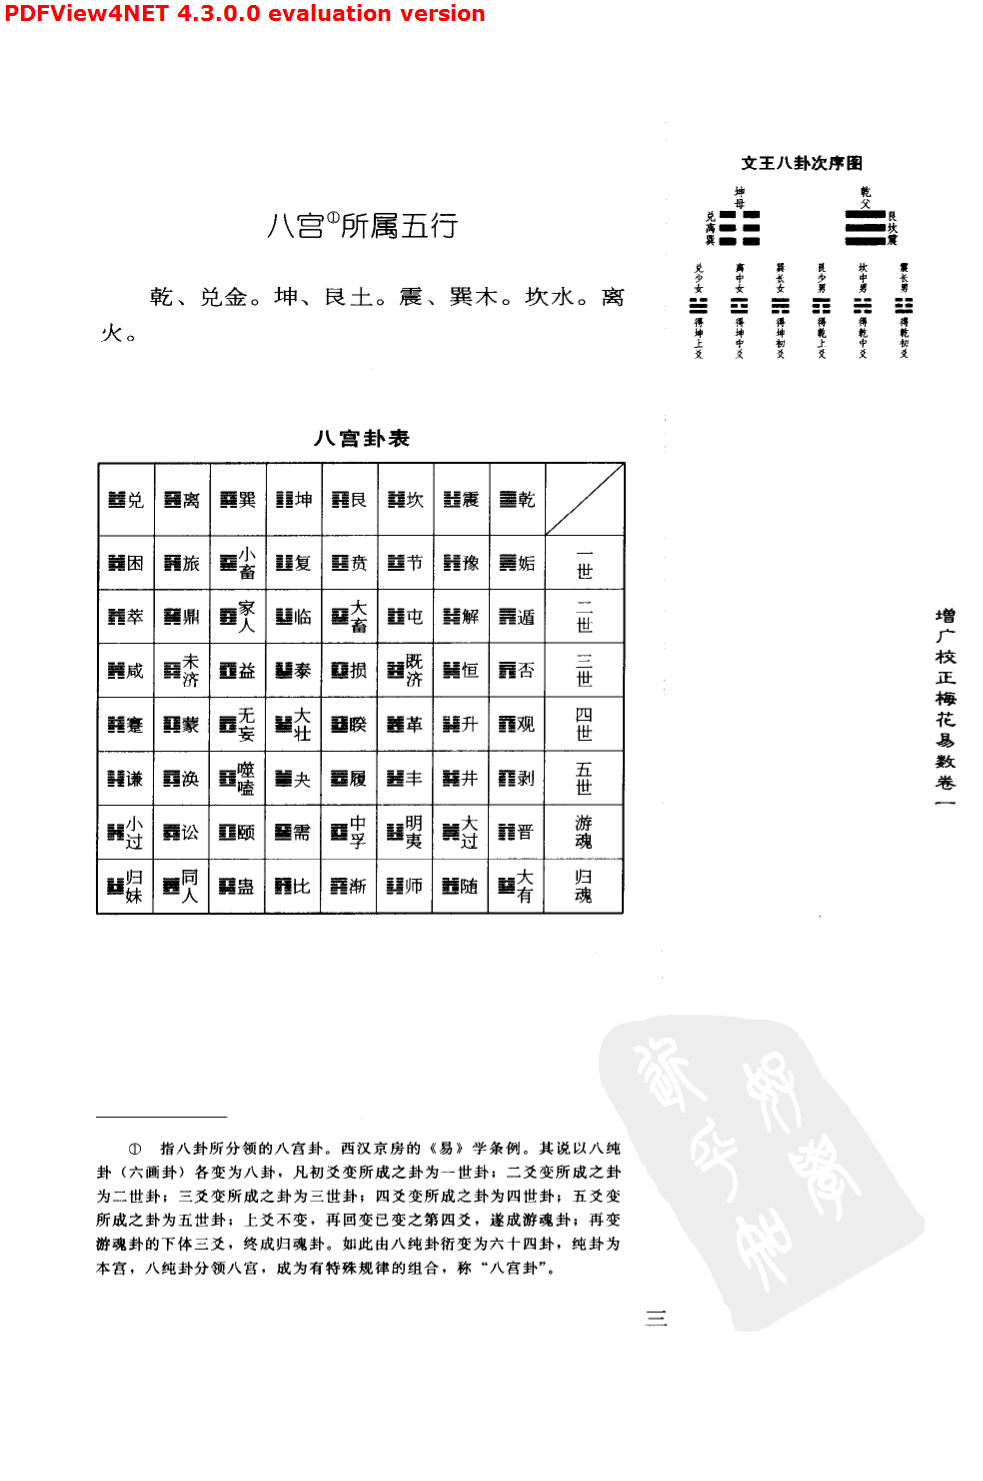 PDFView4NET 4.3.0.0 evaluation version
文王八卦次序图
坤母
乾父
兑离巽
艮坎震
兑少女
离中女
巽长女
艮少男
坎中男
震长男
得坤上爻
得坤中爻
得坤初爻
得乾上爻
得乾中爻
得乾初爻
八宫①所属五行
乾、兑金。坤、艮土。震、巽木。坎水。离
火。
八宫卦表
兑 离 巽 坤 艮 坎 震 乾
困 旅 小畜 复 贲 节 豫 姤 一世
萃 鼎 家人 临 大畜 屯 解 遁 二世
咸 未济 益 泰 损 既济 恒 否 三世
蹇 蒙 无妄 大壮 睽 革 升 观 四世
谦 涣 噬嗑 夬 履 丰 井 剥 五世
小过 讼 颐 需 中孚 明夷 大过 晋 游魂
归妹 同人 蛊 比 渐 师 随 大有 归魂
增广校正梅花易数卷一
① 指八卦所分领的八宫卦。西汉京房的《易》学条例。其说以八纯
卦（六画卦）各变为八卦，凡初爻变所成之卦为一世卦；二爻变所成之卦
为二世卦；三爻变所成之卦为三世卦；四爻变所成之卦为四世卦；五爻变
所成之卦为五世卦；上爻不变，再回变已变之第四爻，遂成游魂卦；再变
游魂卦的下体三爻，终成归魂卦。如此由八纯卦衍变为六十四卦，纯卦为
本宫，八纯卦分领八宫，成为有特殊规律的组合，称“八宫卦”。
三